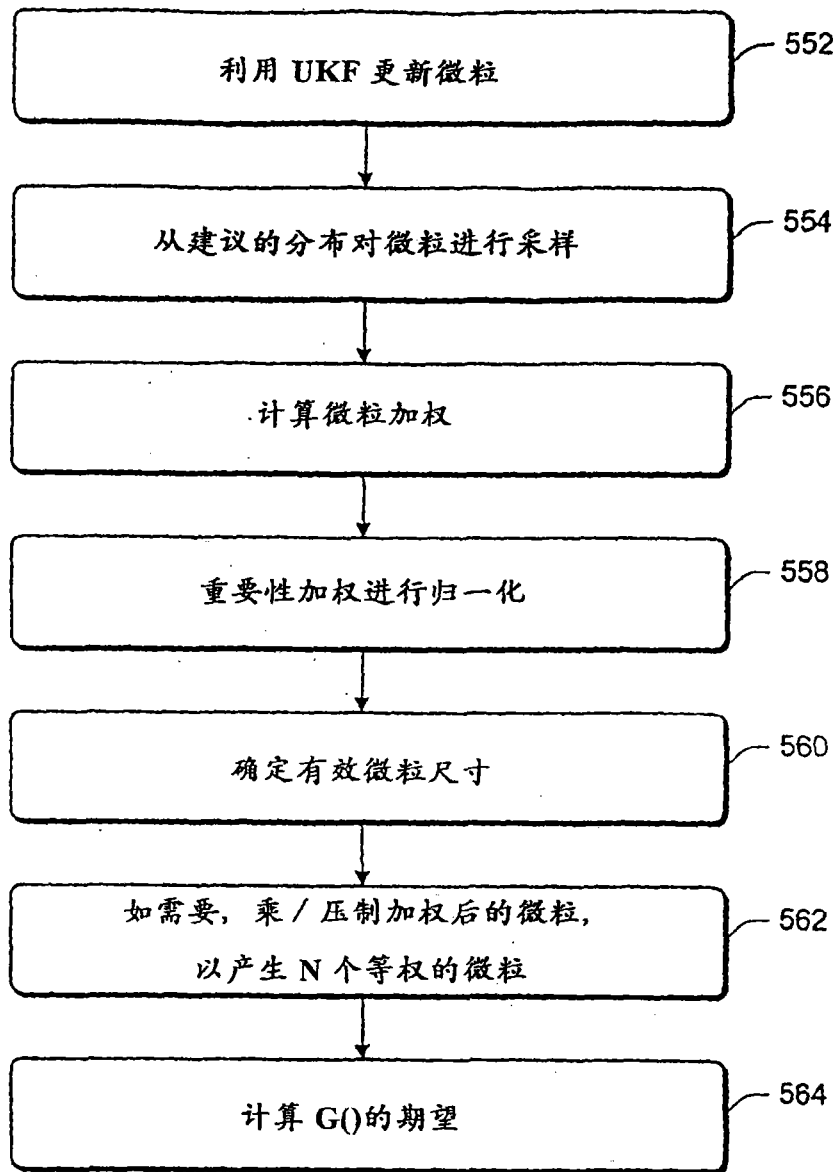 利用 UKF 更新微粒
552
从建议的分布对微粒进行采样
554
计算微粒加权
556
重要性加权进行归一化
558
确定有效微粒尺寸
560
如需要，乘/压制加权后的微粒，
以产生 N 个等权的微粒
562
计算 G()的期望
564